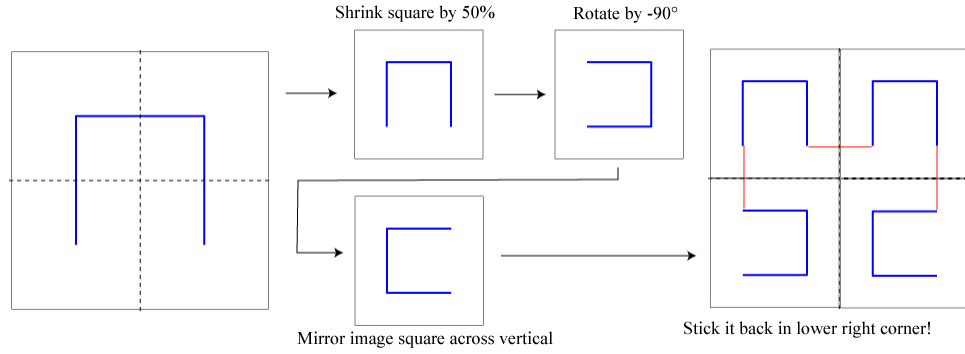 Shrink square by 50%
Rotate by -90°
Mirror image square across vertical
Stick it back in lower right corner!